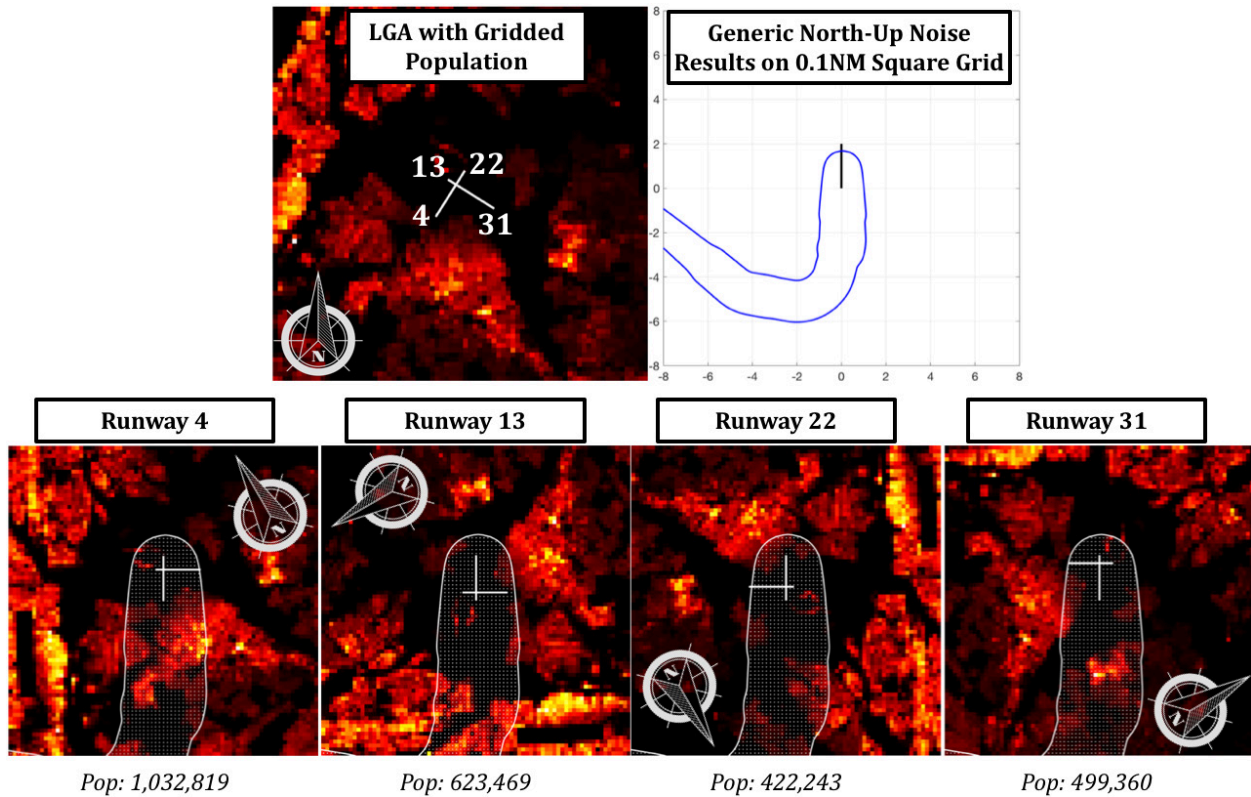 LGA with Gridded
Population
13
22
4
31
N
Generic North-Up Noise
Results on 0.1NM Square Grid
8
6
4
2
0
-2
-4
-6
-8
-8
-6
-4
-2
0
2
4
6
8
Runway 4
Runway 13
Runway 22
Runway 31
N
N
N
N
Pop: 1,032,819
Pop: 623,469
Pop: 422,243
Pop: 499,360